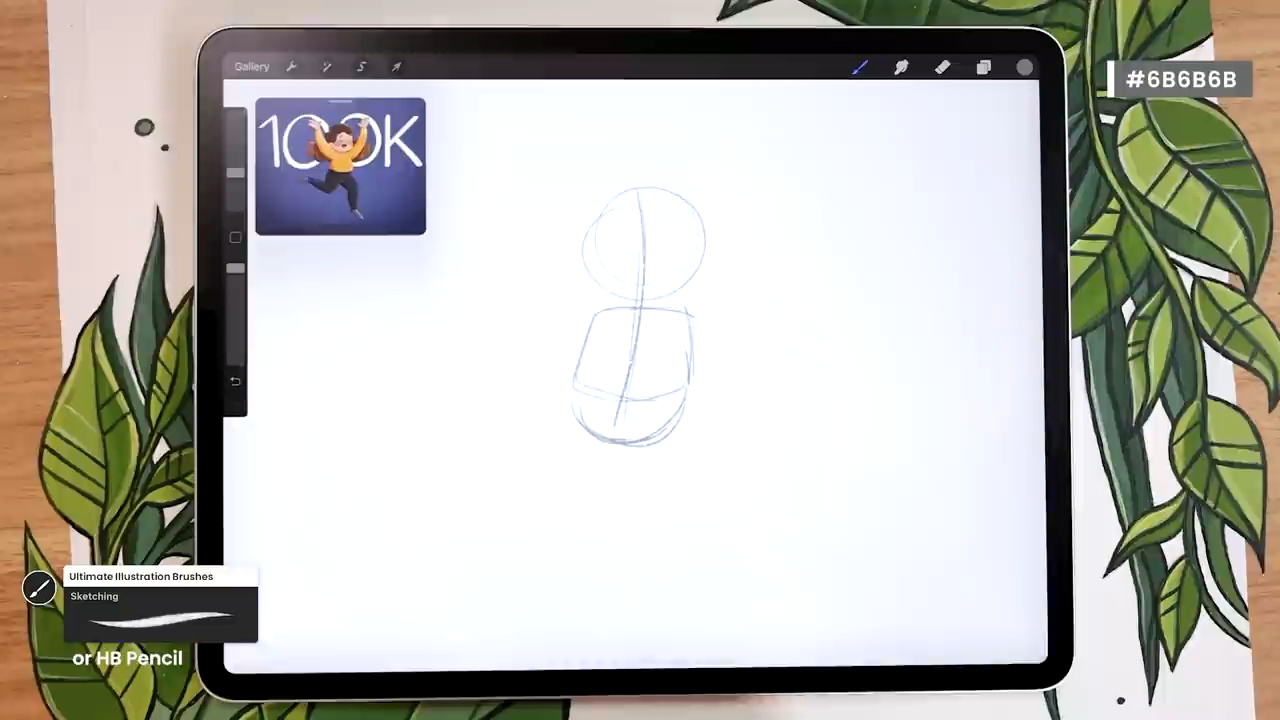 Gallery
#6B6B6B
100K
Ultimate Illustration Brushes
Sketching
or HB Pencil